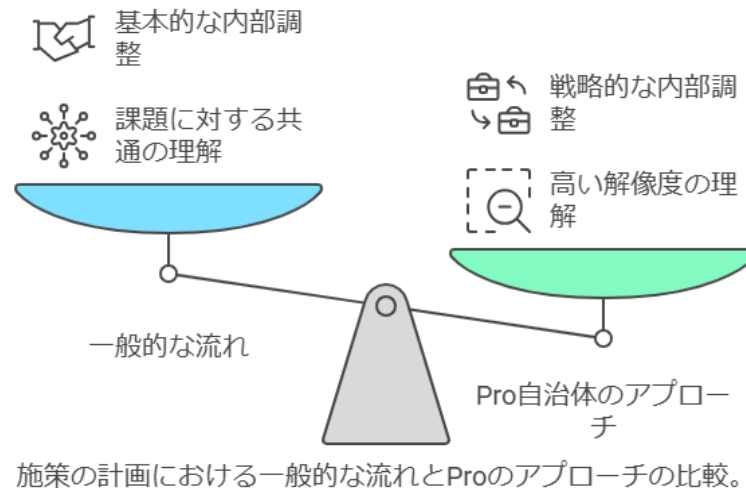 基本的な内部調
整
課題に対する共
通の理解
一般的な流れ
戦略的な内部調
整
高い解像度の理
解
Pro自治体のアプロー
チ
施策の計画における一般的な流れとProのアプローチの比較。